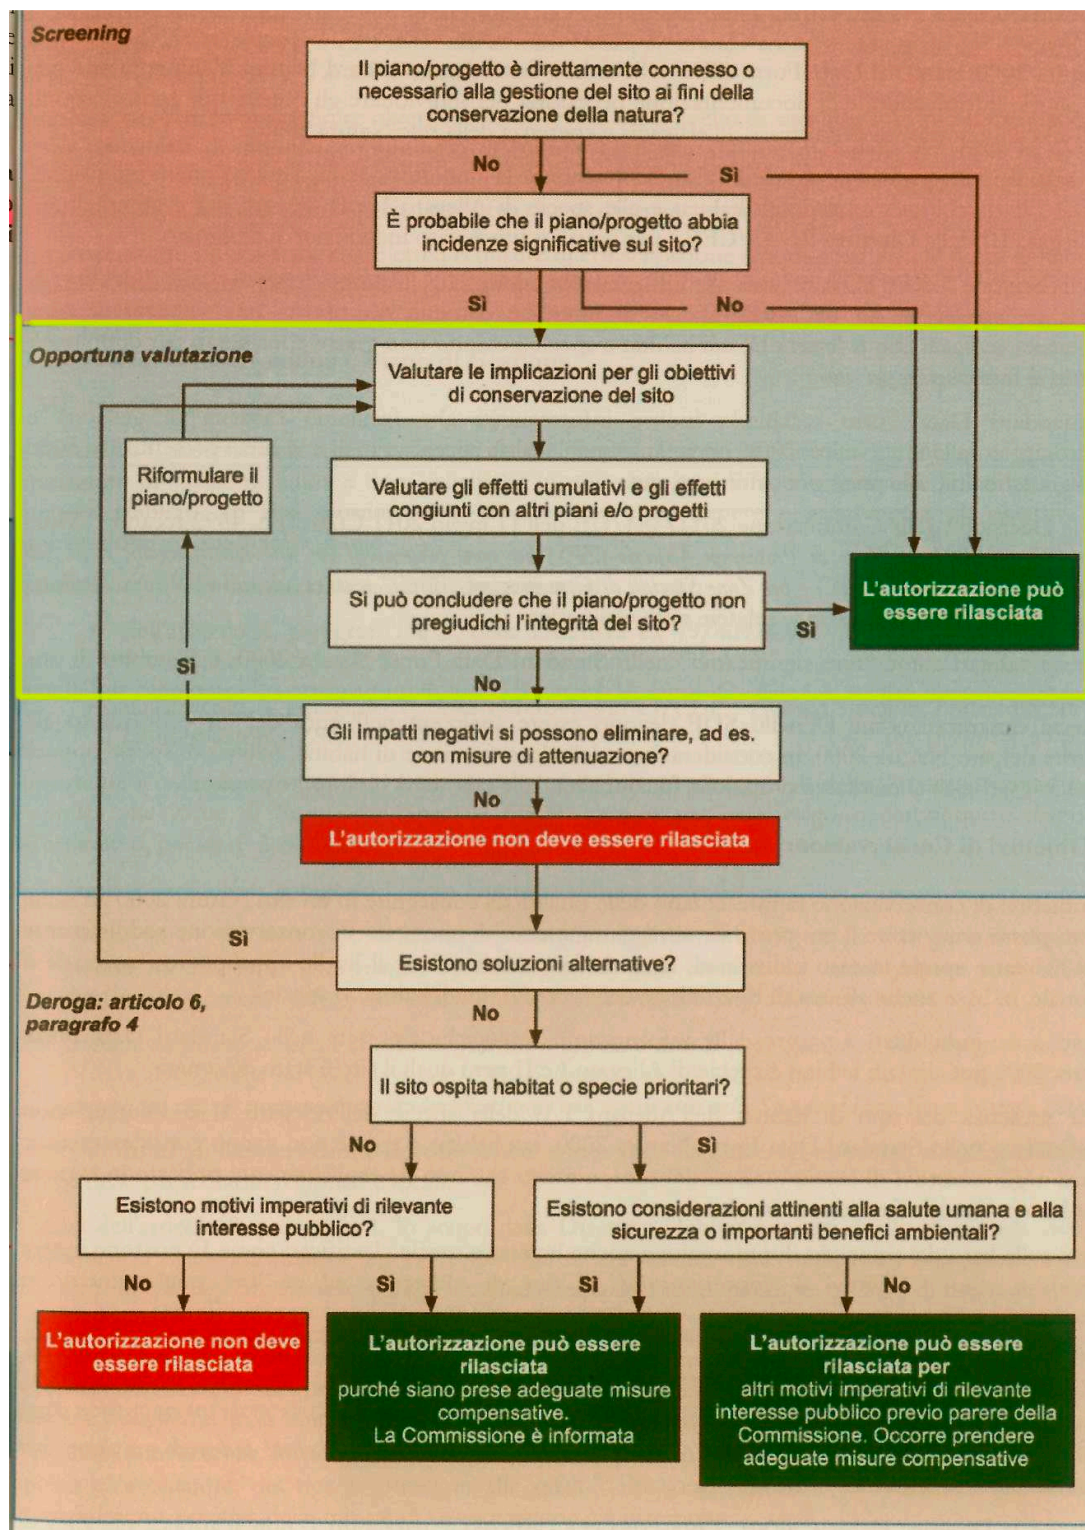 Screening
Il piano/progetto è direttamente connesso o
necessario alla gestione del sito ai fini della
conservazione della natura?
No
Sì
È probabile che il piano/progetto abbia
incidenze significative sul sito?
Sì
No
Opportuna valutazione
Valutare le implicazioni per gli obiettivi
di conservazione del sito
Riformulare il
piano/progetto
Valutare gli effetti cumulativi e gli effetti
congiunti con altri piani e/o progetti
Si può concludere che il piano/progetto non
pregiudichi l'integrità del sito?
Sì
L'autorizzazione può
essere rilasciata
Sì
No
Gli impatti negativi si possono eliminare, ad es.
con misure di attenuazione?
No
L'autorizzazione non deve essere rilasciata
Sì
Esistono soluzioni alternative?
Deroga: articolo 6,
paragrafo 4
No
Il sito ospita habitat o specie prioritari?
No
Sì
Esistono motivi imperativi di rilevante
interesse pubblico?
Esistono considerazioni attinenti alla salute umana e alla
sicurezza o importanti benefici ambientali?
No
Sì
Sì
No
L'autorizzazione non deve
essere rilasciata
L'autorizzazione può essere
rilasciata
purché siano prese adeguate misure
compensative.
La Commissione è informata
L'autorizzazione può essere
rilasciata per
altri motivi imperativi di rilevante
interesse pubblico previo parere della
Commissione. Occorre prendere
adeguate misure compensative